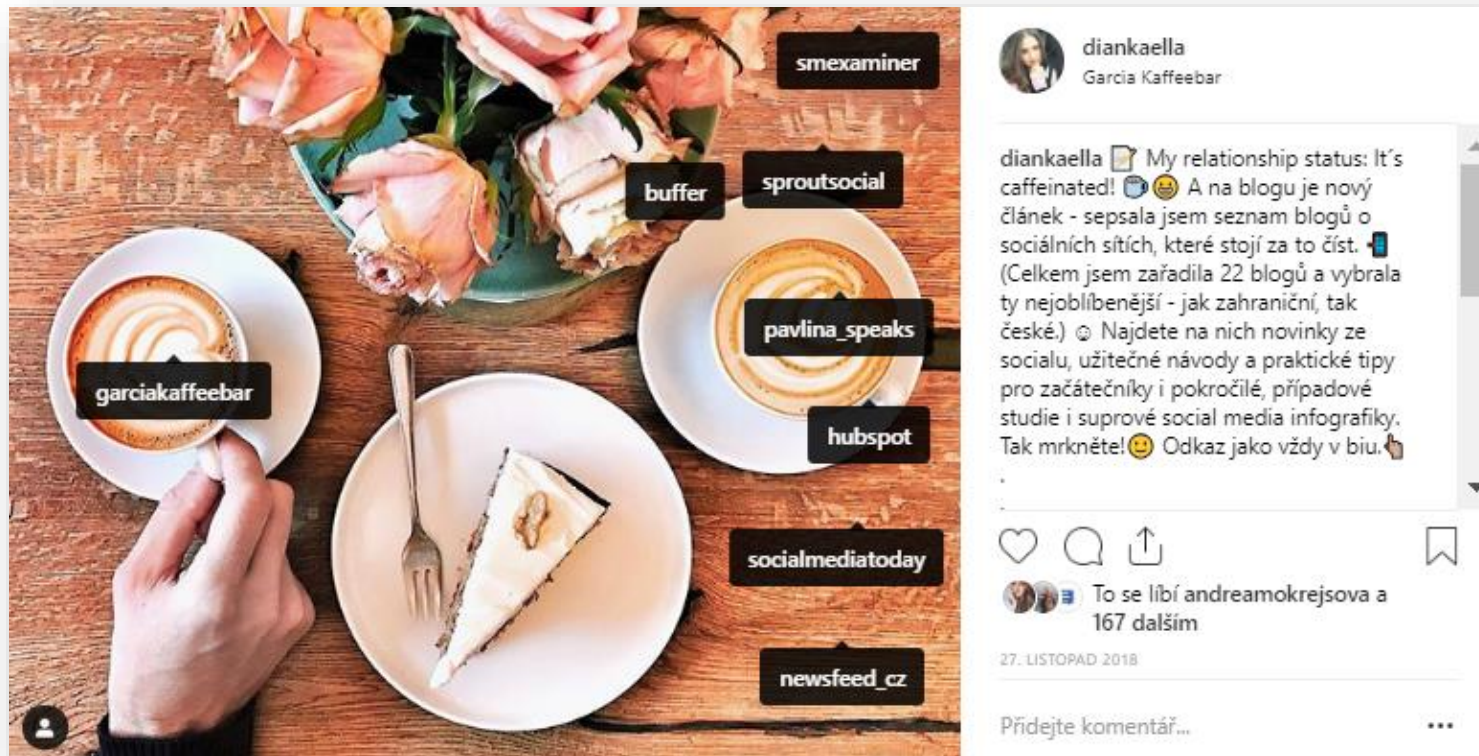 smexaminer
sproutsocial
buffer
pavlina_speaks
garciakaffeebar
hubspot
socialmediatoday
newsfeed_cz
diankaella
Garcia Kaffeebar
diankaella 📝 My relationship status: It´s
caffeinated! ☕😀 A na blogu je nový
článek - sepsala jsem seznam blogů o
sociálních sítích, které stojí za to číst. 📲
(Celkem jsem zařadila 22 blogů a vybrala
ty nejoblíbenější - jak zahraniční, tak
české.) ☺ Najdete na nich novinky ze
socialu, užitečné návody a praktické tipy
pro začátečníky i pokročilé, případové
studie i suprové social media infografiky.
Tak mrkněte!🙂 Odkaz jako vždy v biu.👆
.
.
To se líbí andreamokrejsova a
167 dalším
27. LISTOPAD 2018
Přidejte komentář...